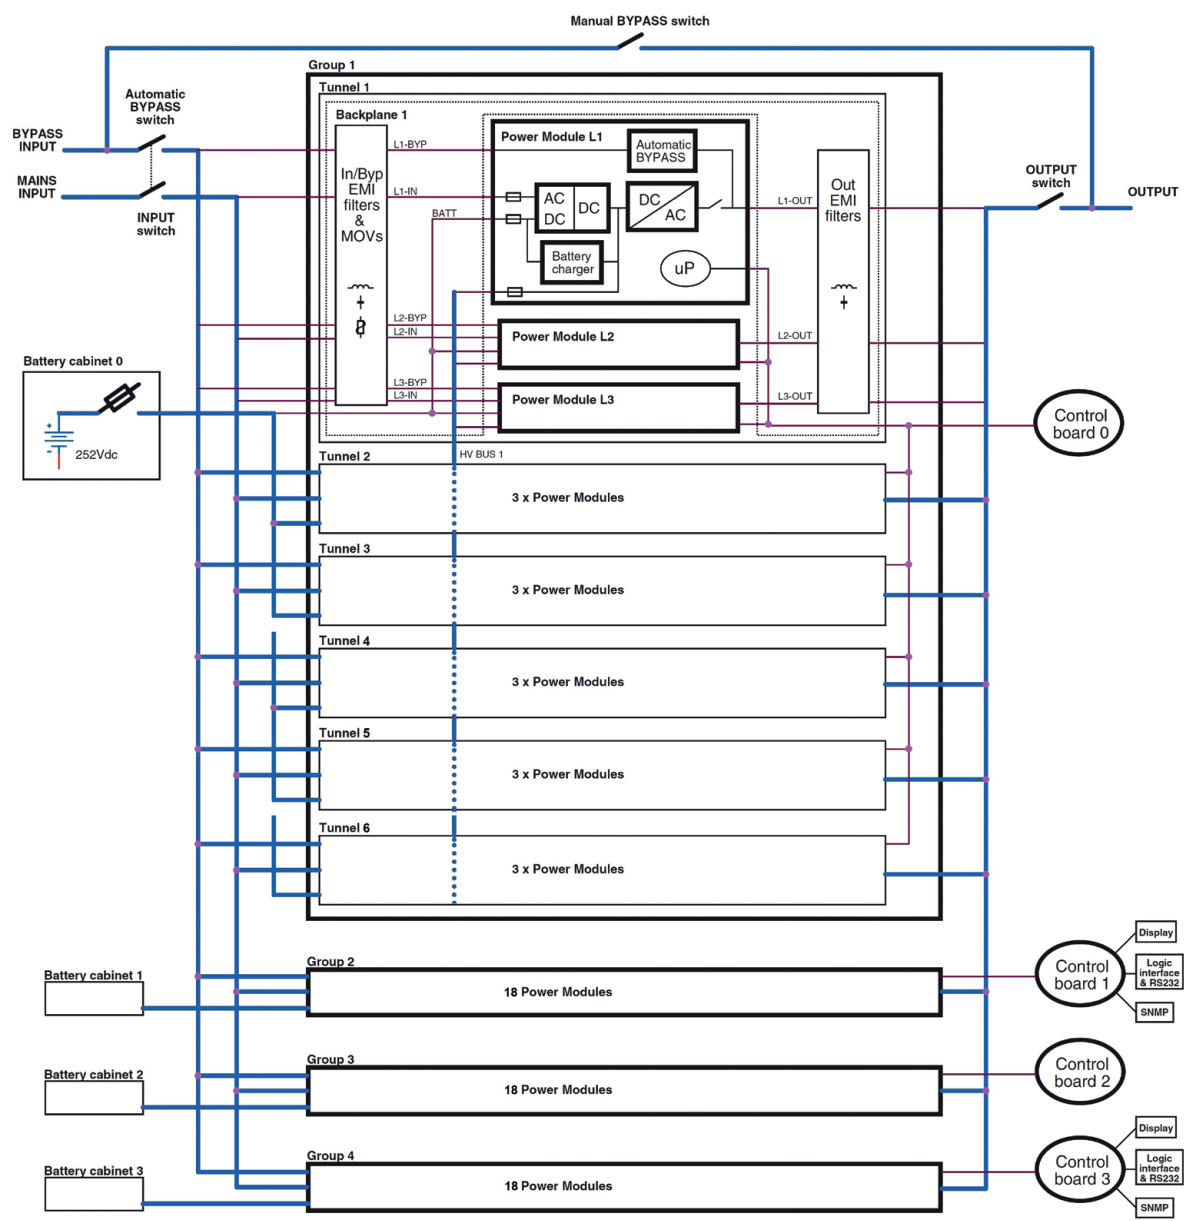 Manual BYPASS switch
Group 1
Tunnel 1
Automatic
BYPASS
switch
Backplane 1
BYPASS
INPUT
MAINS
INPUT
INPUT
switch
In/Byp
EMI
filters
&
MOVs
L1-BYP
L1-IN
BATT
Power Module L1
Automatic
BYPASS
AC
DC
DC
DC
AC
Battery
charger
uP
L1-OUT
Out
EMI
filters
OUTPUT
switch
OUTPUT
L2-BYP
L2-IN
Power Module L2
L2-OUT
L3-BYP
L3-IN
Power Module L3
L3-OUT
Battery cabinet 0
+
-
252Vdc
Control
board 0
HV BUS 1
Tunnel 2
3 x Power Modules
Tunnel 3
3 x Power Modules
Tunnel 4
3 x Power Modules
Tunnel 5
3 x Power Modules
Tunnel 6
3 x Power Modules
Battery cabinet 1
Group 2
18 Power Modules
Control
board 1
Display
Logic
interface
& RS232
SNMP
Battery cabinet 2
Group 3
18 Power Modules
Control
board 2
Battery cabinet 3
Group 4
18 Power Modules
Control
board 3
Display
Logic
interface
& RS232
SNMP